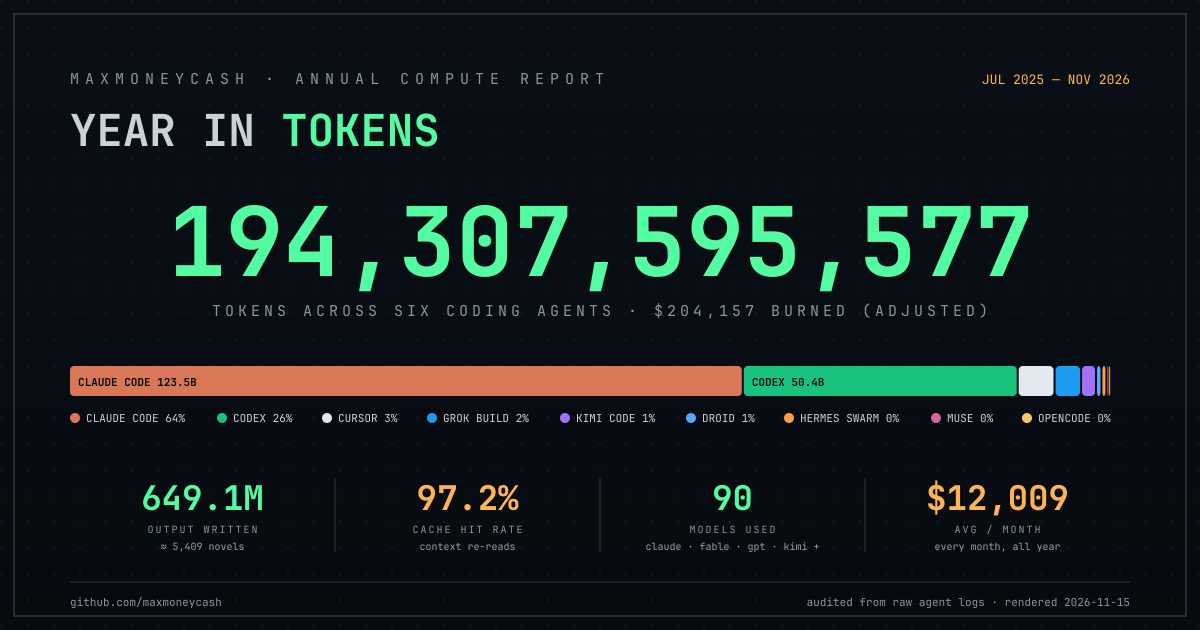 MAXMONEYCASH · ANNUAL COMPUTE REPORT
JUL 2025 — NOV 2026
YEAR IN TOKENS
194,307,595,577
TOKENS ACROSS SIX CODING AGENTS · $204,157 BURNED (ADJUSTED)
CLAUDE CODE 123.5B
CODEX 50.4B
CLAUDE CODE 64% CODEX 26% CURSOR 3% GROK BUILD 2% KIMI CODE 1% DROID 1% HERMES SWARM 0% MUSE 0% OPENCODE 0%
649.1M
OUTPUT WRITTEN
≈ 5,409 novels
97.2%
CACHE HIT RATE
context re-reads
90
MODELS USED
claude · fable · gpt · kimi +
$12,009
AVG / MONTH
every month, all year
github.com/maxmoneycash
audited from raw agent logs · rendered 2026-11-15